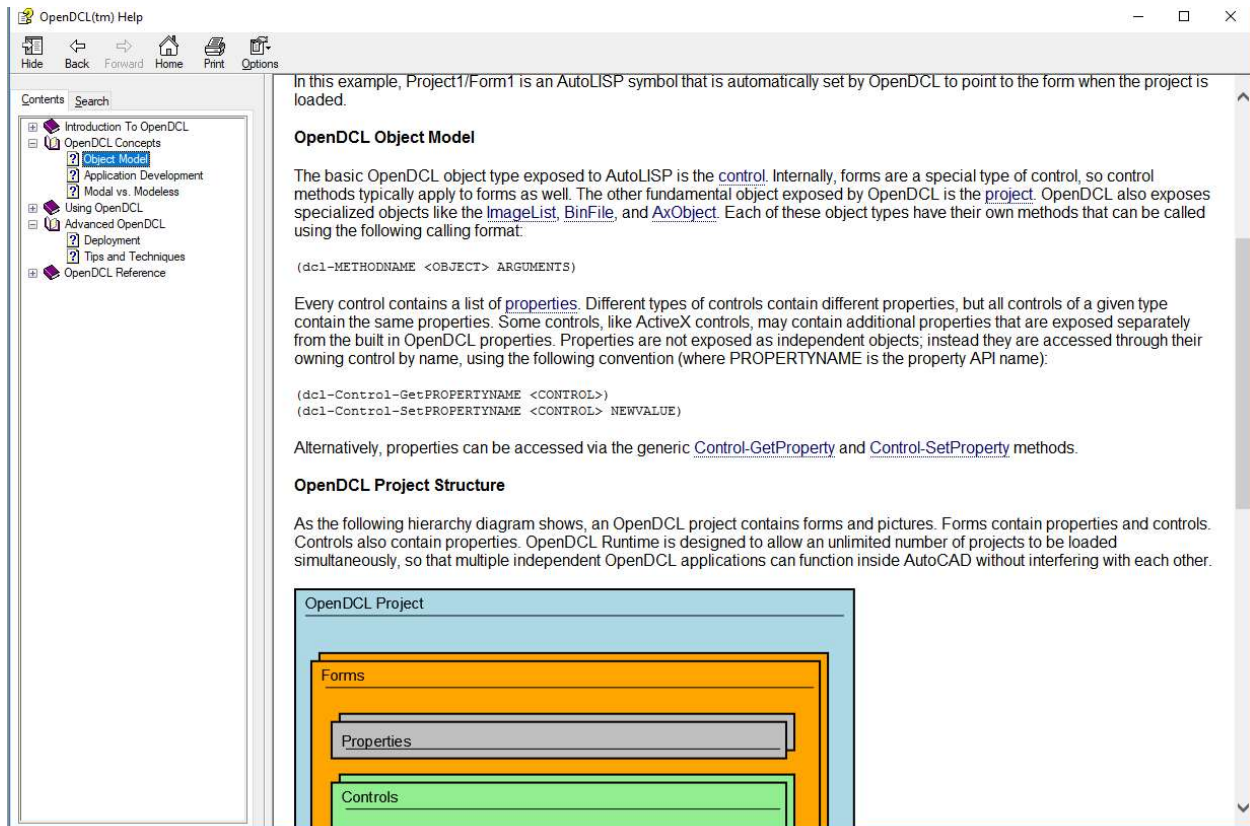 OpenDCL(tm) Help
Hide Back Forward Home Print Options
Contents Search
Introduction To OpenDCL
OpenDCL Concepts
Object Model
Application Development
Modal vs. Modeless
Using OpenDCL
Advanced OpenDCL
Deployment
Tips and Techniques
OpenDCL Reference
In this example, Project1/Form1 is an AutoLISP symbol that is automatically set by OpenDCL to point to the form when the project is
loaded.
OpenDCL Object Model
The basic OpenDCL object type exposed to AutoLISP is the control. Internally, forms are a special type of control, so control
methods typically apply to forms as well. The other fundamental object exposed by OpenDCL is the project. OpenDCL also exposes
specialized objects like the ImageList, BinFile, and AxObject. Each of these object types have their own methods that can be called
using the following calling format:
(dcl-METHODNAME <OBJECT> ARGUMENTS)
Every control contains a list of properties. Different types of controls contain different properties, but all controls of a given type
contain the same properties. Some controls, like ActiveX controls, may contain additional properties that are exposed separately
from the built in OpenDCL properties. Properties are not exposed as independent objects; instead they are accessed through their
owning control by name, using the following convention (where PROPERTYNAME is the property API name):
(dcl-Control-GetPROPERTYNAME <CONTROL>)
(dcl-Control-SetPROPERTYNAME <CONTROL> NEWVALUE)
Alternatively, properties can be accessed via the generic Control-GetProperty and Control-SetProperty methods.
OpenDCL Project Structure
As the following hierarchy diagram shows, an OpenDCL project contains forms and pictures. Forms contain properties and controls.
Controls also contain properties. OpenDCL Runtime is designed to allow an unlimited number of projects to be loaded
simultaneously, so that multiple independent OpenDCL applications can function inside AutoCAD without interfering with each other.
OpenDCL Project
Forms
Properties
Controls